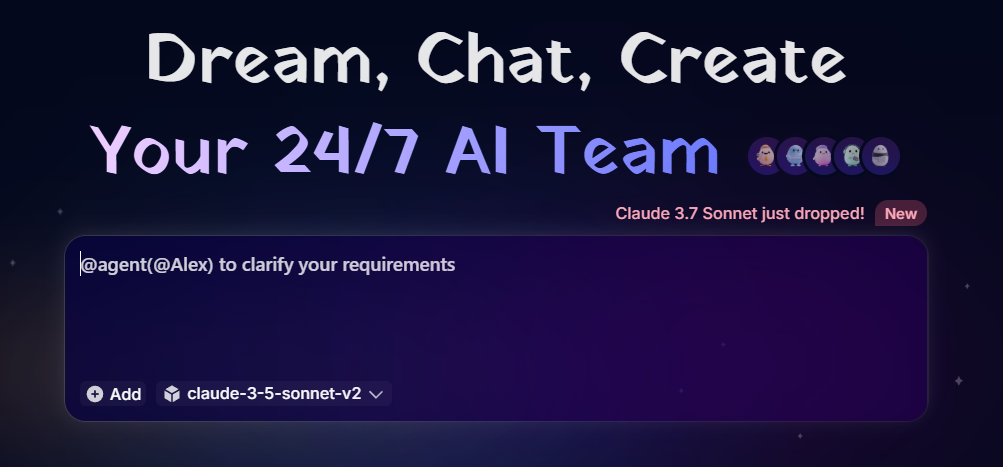 Dream, Chat, Create
Your 24/7 AI Team
Claude 3.7 Sonnet just dropped! New
@agent(@Alex) to clarify your requirements
Add claude-3-5-sonnet-v2